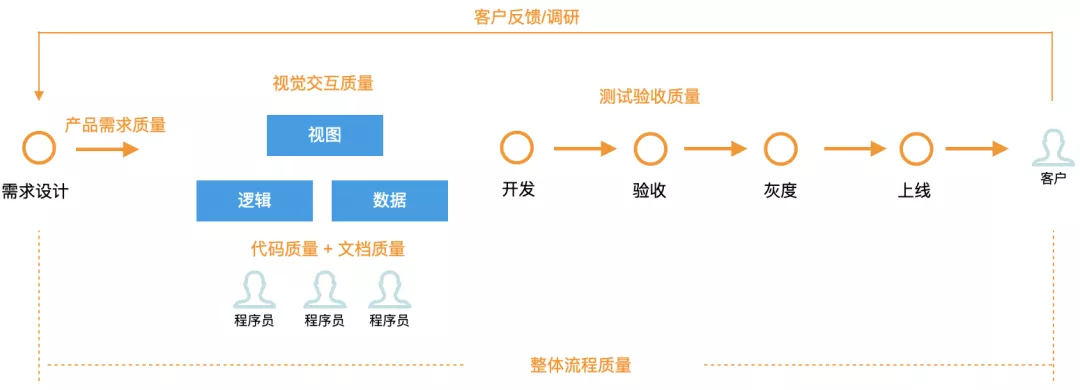 客户反馈/调研
视觉交互质量
测试验收质量
产品需求质量
视图
需求设计
开发
验收
灰度
上线
客户
逻辑
数据
代码质量 + 文档质量
程序员
程序员
程序员
整体流程质量